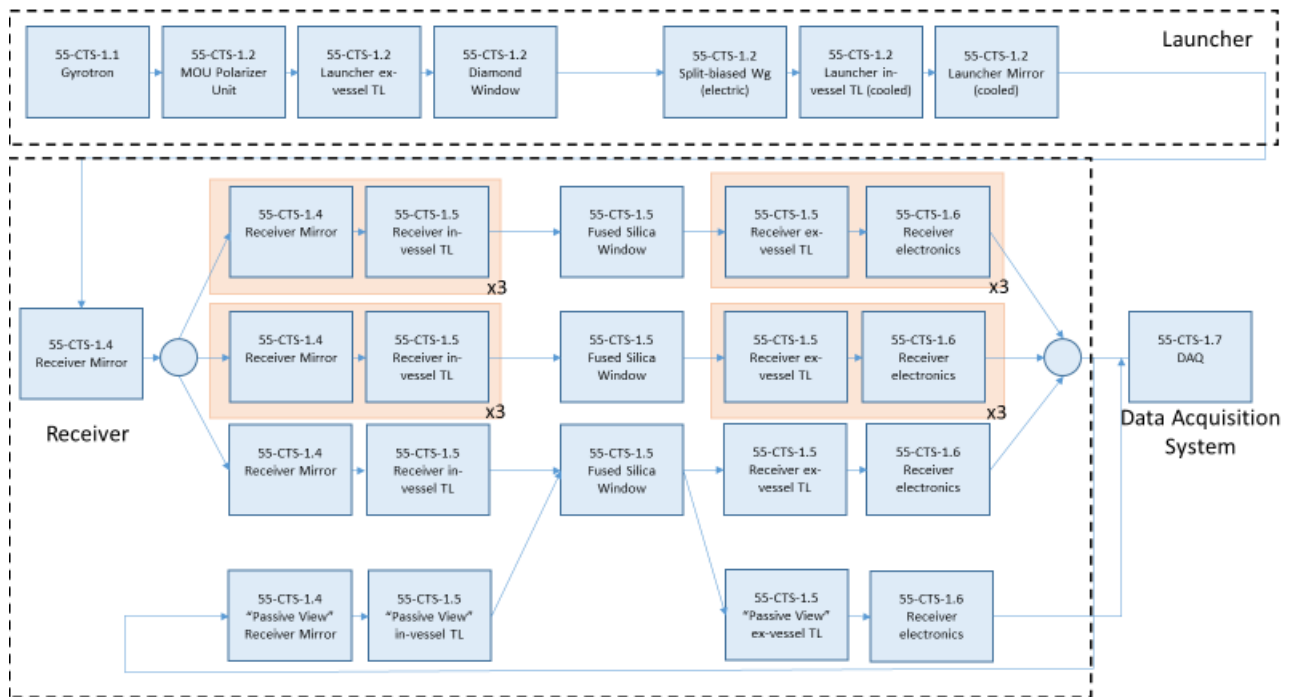 Launcher
55-CTS-1.1
Gyrotron
55-CTS-1.2
MOU Polarizer
Unit
55-CTS-1.2
Launcher ex-
vessel TL
55-CTS-1.2
Diamond
Window
55-CTS-1.2
Split-biased Wg
(electric)
55-CTS-1.2
Launcher in-
vessel TL (cooled)
55-CTS-1.2
Launcher Mirror
(cooled)
55-CTS-1.4
Receiver Mirror
55-CTS-1.5
Receiver in-
vessel TL
x3
55-CTS-1.5
Fused Silica
Window
55-CTS-1.5
Receiver ex-
vessel TL
55-CTS-1.6
Receiver
electronics
x3
55-CTS-1.4
Receiver Mirror
Receiver
55-CTS-1.4
Receiver Mirror
55-CTS-1.5
Receiver in-
vessel TL
x3
55-CTS-1.5
Fused Silica
Window
55-CTS-1.5
Receiver ex-
vessel TL
55-CTS-1.6
Receiver
electronics
x3
55-CTS-1.7
DAQ
Data Acquisition
System
55-CTS-1.4
Receiver Mirror
55-CTS-1.5
Receiver in-
vessel TL
55-CTS-1.5
Fused Silica
Window
55-CTS-1.5
Receiver ex-
vessel TL
55-CTS-1.6
Receiver
electronics
55-CTS-1.4
“Passive View”
Receiver Mirror
55-CTS-1.5
“Passive View”
in-vessel TL
55-CTS-1.5
“Passive View”
ex-vessel TL
55-CTS-1.6
Receiver
electronics